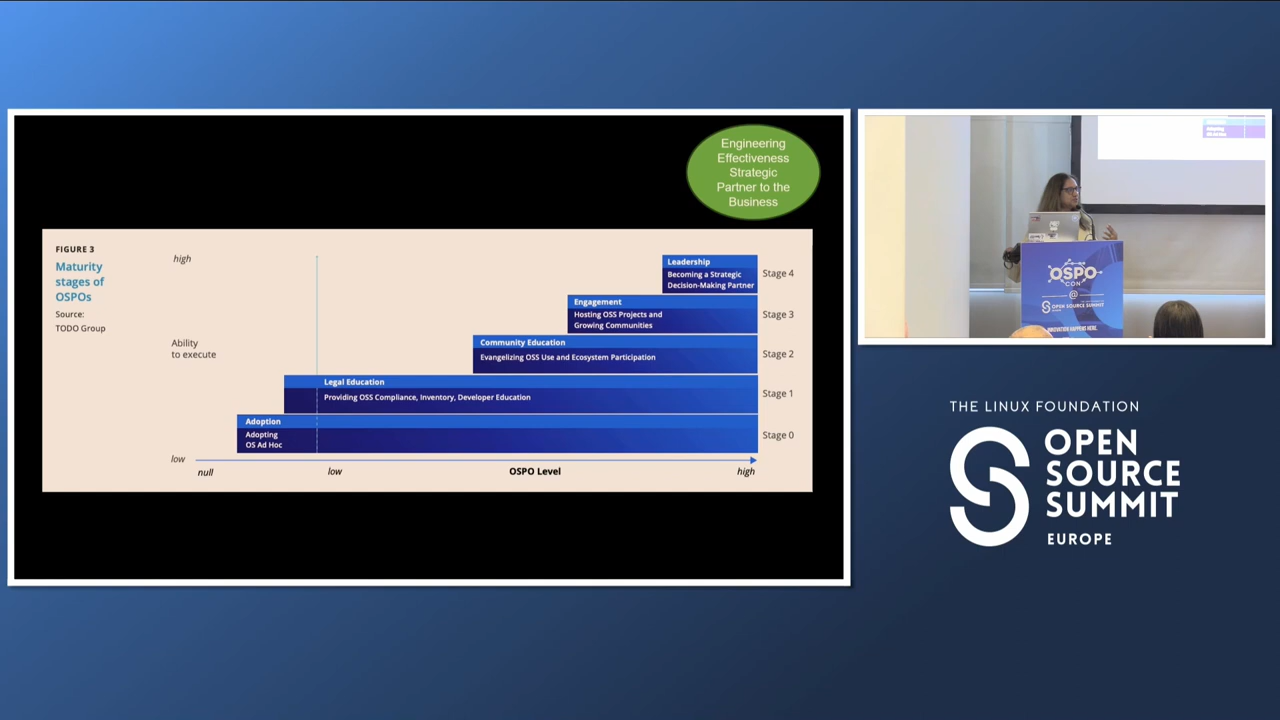 Engineering
Effectiveness
Strategic
Partner to the
Business
FIGURE 3
Maturity
stages of
OSPOs
Source:
TODO Group
high
Ability
to execute
low
Leadership
Becoming a Strategic
Decision-Making Partner
Stage 4
Engagement
Hosting OSS Projects and
Growing Communities
Stage 3
Community Education
Evangelizing OSS Use and Ecosystem Participation
Stage 2
Legal Education
Providing OSS Compliance, Inventory, Developer Education
Stage 1
Adoption
Adopting
OS Ad Hoc
Stage 0
null
low
OSPO Level
high
OSPO
CON
@
OPEN SOURCE SUMMIT
INNOVATION HAPPENS HERE.
THE LINUX FOUNDATION
OPEN
SOURCE
SUMMIT
EUROPE